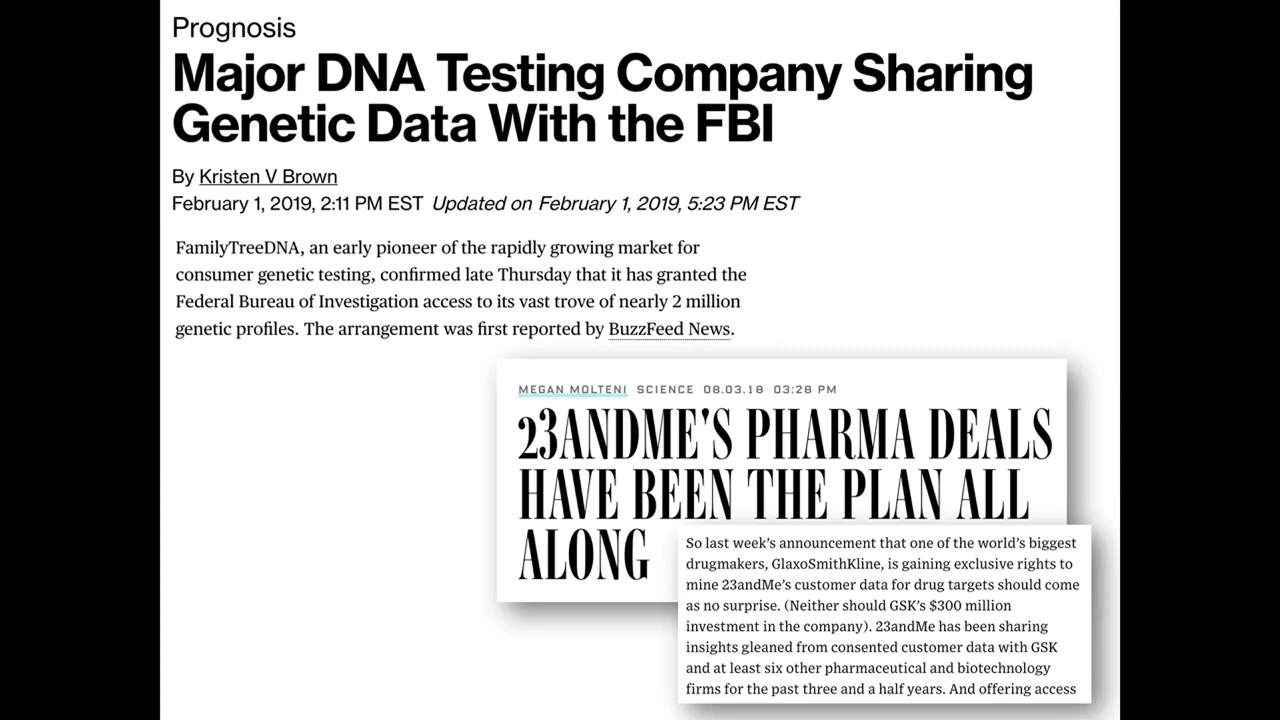 Prognosis
Major DNA Testing Company Sharing
Genetic Data With the FBI
By Kristen V Brown
February 1, 2019, 2:11 PM EST Updated on February 1, 2019, 5:23 PM EST
FamilyTreeDNA, an early pioneer of the rapidly growing market for
consumer genetic testing, confirmed late Thursday that it has granted the
Federal Bureau of Investigation access to its vast trove of nearly 2 million
genetic profiles. The arrangement was first reported by BuzzFeed News.
MEGAN MOLTENI SCIENCE 08.03.18 03:28 PM
23ANDME'S PHARMA DEALS
HAVE BEEN THE PLAN ALL
ALONG
So last week’s announcement that one of the world’s biggest
drugmakers, GlaxoSmithKline, is gaining exclusive rights to
mine 23andMe’s customer data for drug targets should come
as no surprise. (Neither should GSK’s $300 million
investment in the company). 23andMe has been sharing
insights gleaned from consented customer data with GSK
and at least six other pharmaceutical and biotechnology
firms for the past three and a half years. And offering access